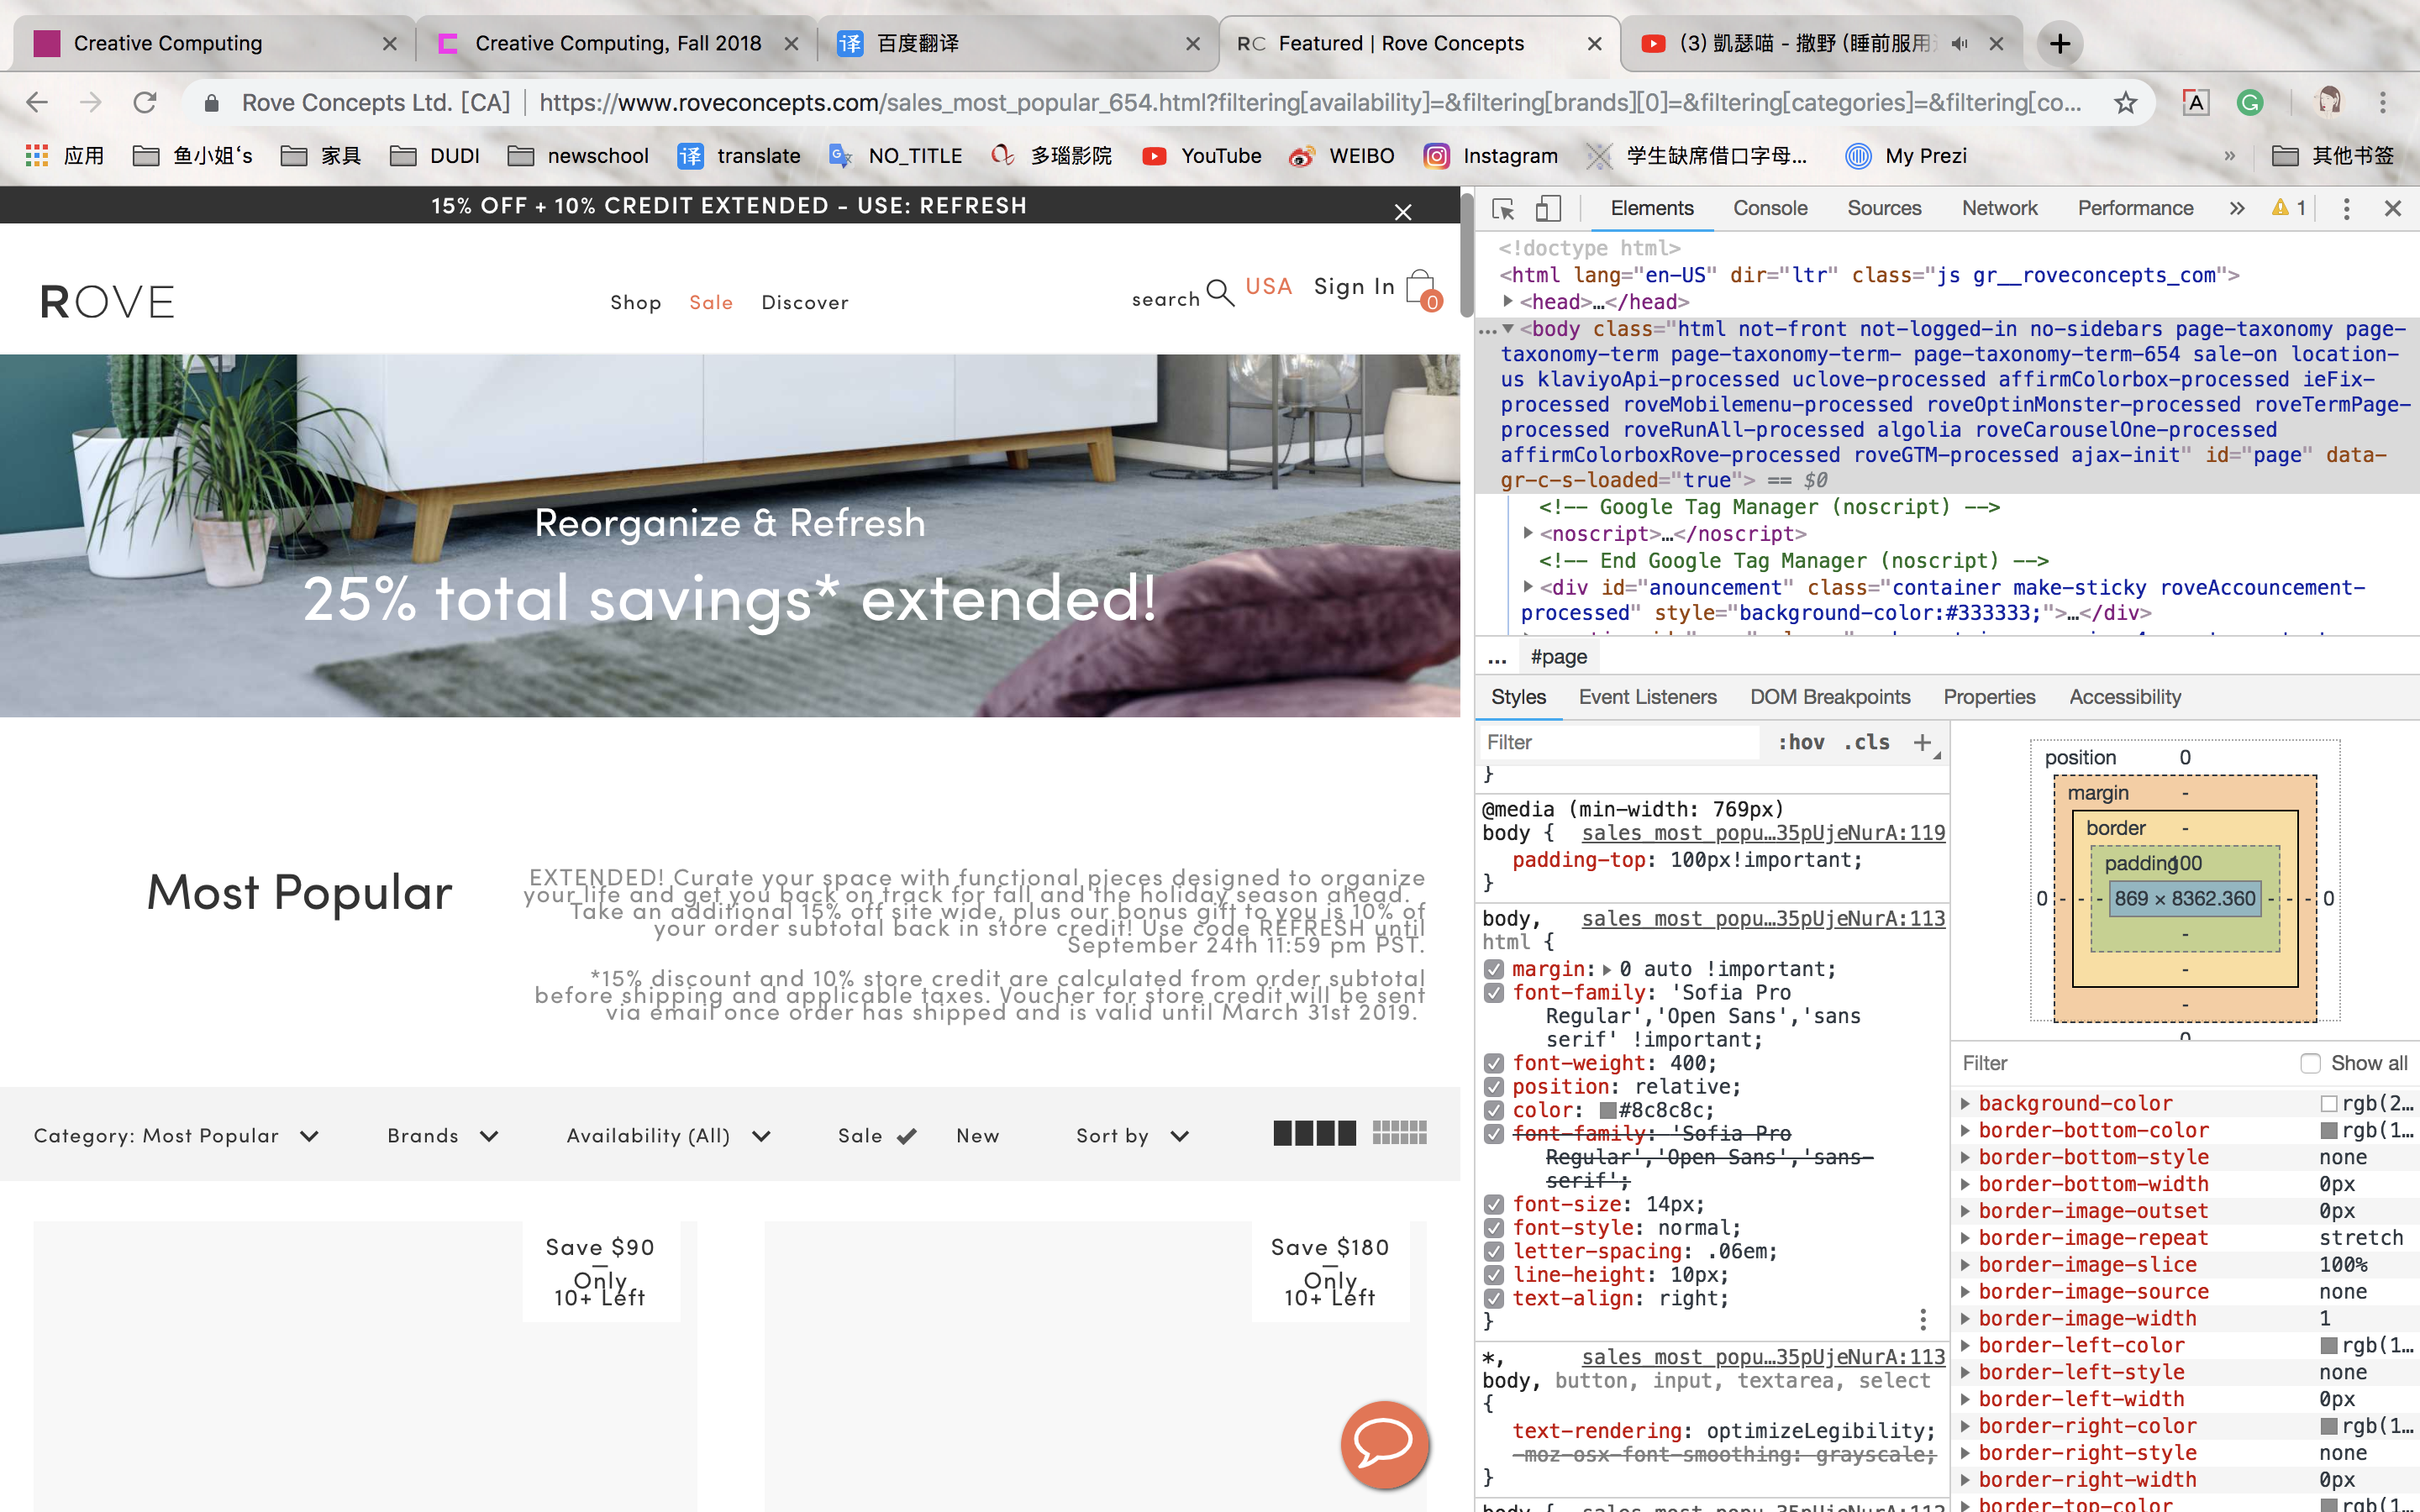 Creative Computing
Creative Computing, Fall 2018
译 百度翻译
RC Featured | Rove Concepts
(3) 凱瑟喵 - 撒野 (睡前服用
Rove Concepts Ltd. [CA] | https://www.roveconcepts.com/sales_most_popular_654.html?filtering[availability]=&filtering[brands][0]=&filtering[categories]=&filtering[co...
应用 鱼小姐‘s 家具 DUDI newschool 译 translate NO_TITLE 多瑙影院 YouTube WEIBO Instagram 学生缺席借口字母... My Prezi » 其他书签
15% OFF + 10% CREDIT EXTENDED - USE: REFRESH
ROVE
Shop Sale Discover
search USA Sign In 0
Reorganize & Refresh
25% total savings* extended!
Most Popular
EXTENDED! Curate your space with functional pieces designed to organize
your life and get you back on track for fall and the holiday season ahead.
Take an additional 15% off site wide, plus our bonus gift to you is 10% of
your order subtotal back in store credit! Use code REFRESH until
September 24th 11:59 pm PST.
*15% discount and 10% store credit are calculated from order subtotal
before shipping and applicable taxes. Voucher for store credit will be sent
via email once order has shipped and is valid until March 31st 2019.
Category: Most Popular Brands Availability (All) Sale New Sort by
Save $90
—
Only
10+ Left
Save $180
—
Only
10+ Left
Elements Console Sources Network Performance » 1
<!doctype html>
<html lang="en-US" dir="ltr" class="js gr__roveconcepts_com">
<head>…</head>
<body class="html not-front not-logged-in no-sidebars page-taxonomy page-
taxonomy-term page-taxonomy-term- page-taxonomy-term-654 sale-on location-
us klaviyoApi-processed uclove-processed affirmColorbox-processed ieFix-
processed roveMobilemenu-processed roveOptinMonster-processed roveTermPage-
processed roveRunAll-processed algolia roveCarouselOne-processed
affirmColorboxRove-processed roveGTM-processed ajax-init" id="page" data-
gr-c-s-loaded="true"> == $0
<!-- Google Tag Manager (noscript) -->
<noscript>…</noscript>
<!-- End Google Tag Manager (noscript) -->
<div id="anouncement" class="container make-sticky roveAccouncement-
processed" style="background-color:#333333;">…</div>
... #page
Styles Event Listeners DOM Breakpoints Properties Accessibility
Filter :hov .cls +
}
@media (min-width: 769px)
body { sales_most_popu…35pUjeNurA:119
padding-top: 100px!important;
}
body, sales_most_popu…35pUjeNurA:113
html {
margin: 0 auto !important;
font-family: 'Sofia Pro
Regular','Open Sans','sans
serif' !important;
font-weight: 400;
position: relative;
color: #8c8c8c;
font-family: 'Sofia Pro
Regular','Open Sans','sans-
serif';
font-size: 14px;
font-style: normal;
letter-spacing: .06em;
line-height: 10px;
text-align: right;
}
*, sales_most_popu…35pUjeNurA:113
body, button, input, textarea, select
{
text-rendering: optimizeLegibility;
-moz-osx-font-smoothing: grayscale;
}
position 0
margin -
border -
padding 100
0 - - - 869 × 8362.360 - - - 0
-
-
-
Filter Show all
background-color rgb(2…
border-bottom-color rgb(1…
border-bottom-style none
border-bottom-width 0px
border-image-outset 0px
border-image-repeat stretch
border-image-slice 100%
border-image-source none
border-image-width 1
border-left-color rgb(1…
border-left-style none
border-left-width 0px
border-right-color rgb(1…
border-right-style none
border-right-width 0px
border-top-color rgb(1…